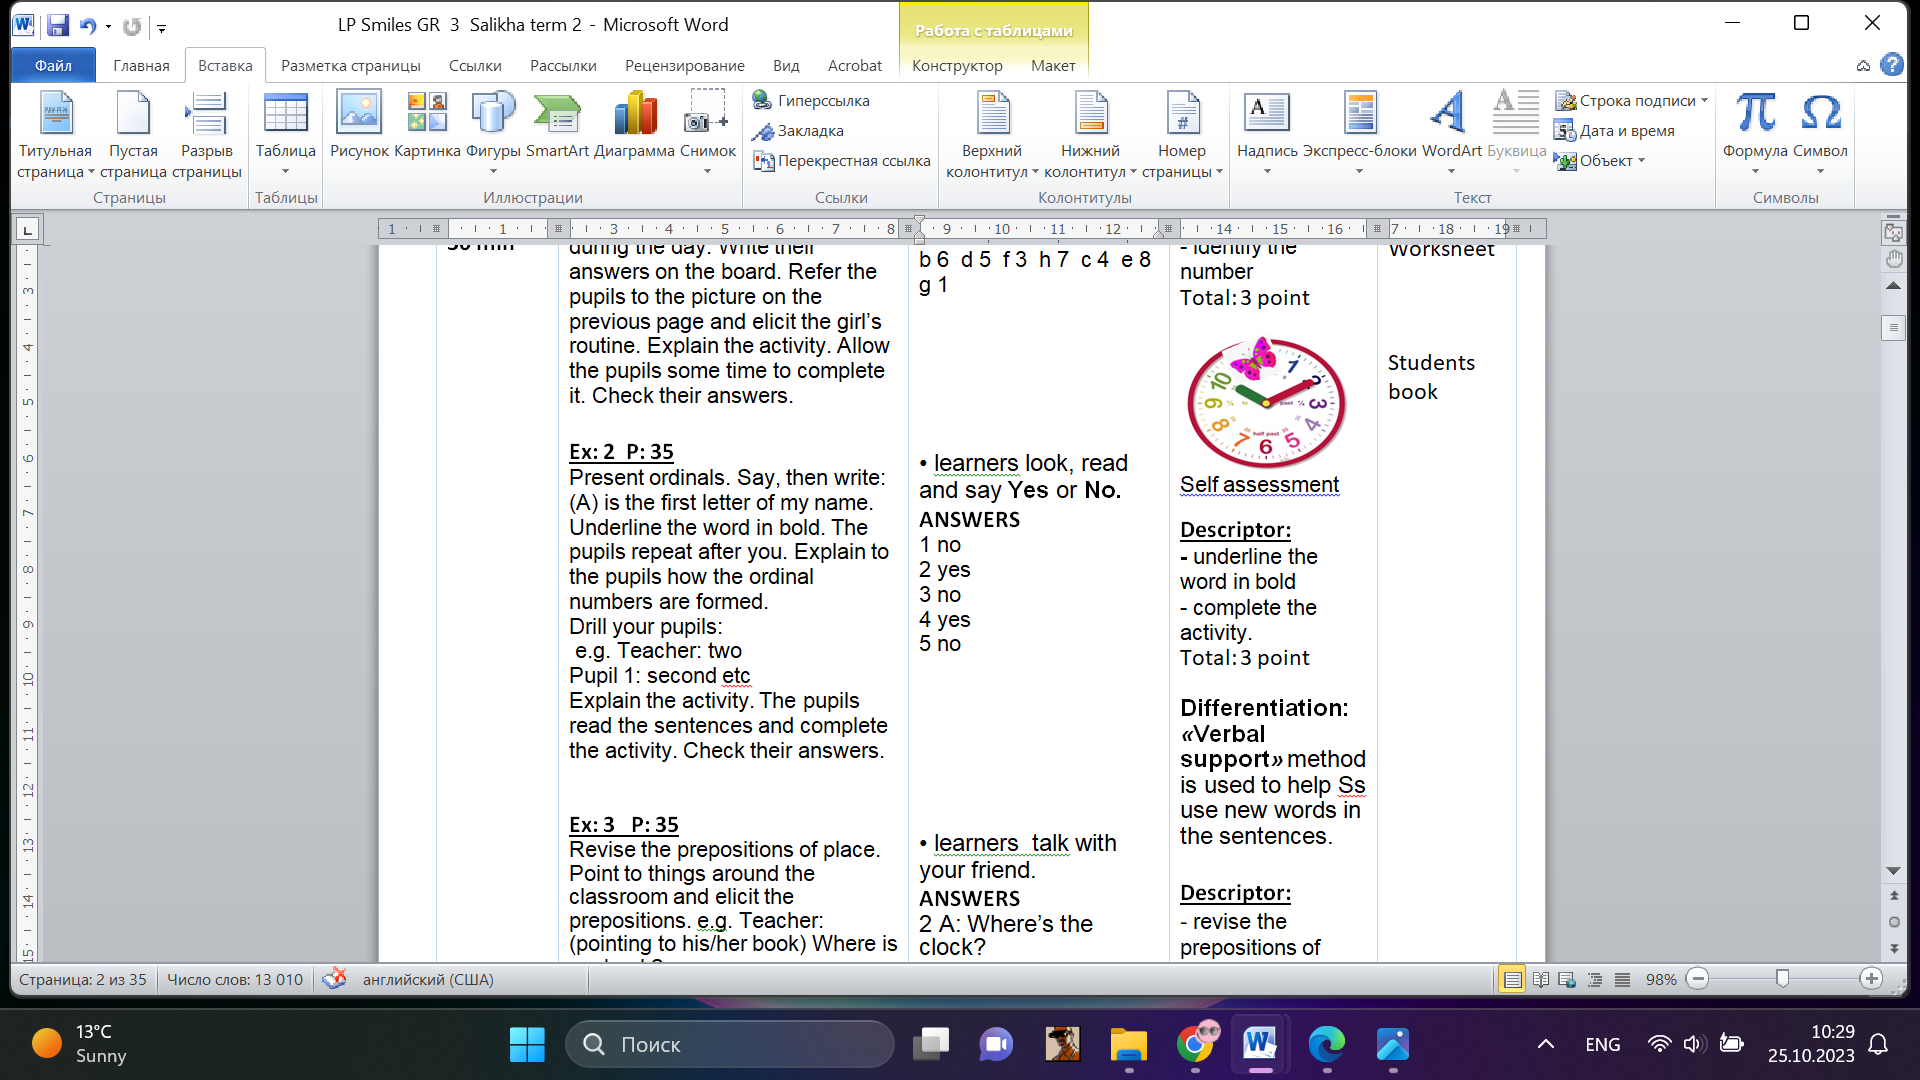 LP Smiles GR 3 Salikha term 2 - Microsoft Word
Работа с таблицами
Файл
Главная
Вставка
Разметка страницы
Ссылки
Рассылки
Рецензирование
Вид
Acrobat
Конструктор
Макет
Титульная страница
Пустая страница
Разрыв страницы
Таблица
Рисунок
Картинка
Фигуры
SmartArt
Диаграмма
Снимок
Гиперссылка
Закладка
Перекрестная ссылка
Верхний колонтитул
Нижний колонтитул
Номер страницы
Надпись
Экспресс-блоки
WordArt
Буквица
Строка подписи
Дата и время
Объект
Формула
Символ
Страницы
Таблицы
Иллюстрации
Ссылки
Колонтитулы
Текст
Символы
during the day. Write their
answers on the board. Refer the
pupils to the picture on the
previous page and elicit the girl's
routine. Explain the activity. Allow
the pupils some time to complete
it. Check their answers.
Ex: 2 P: 35
Present ordinals. Say, then write:
(A) is the first letter of my name.
Underline the word in bold. The
pupils repeat after you. Explain to
the pupils how the ordinal
numbers are formed.
Drill your pupils:
e.g. Teacher: two
Pupil 1: second etc
Explain the activity. The pupils
read the sentences and complete
the activity. Check their answers.
Ex: 3 P: 35
Revise the prepositions of place.
Point to things around the
classroom and elicit the
prepositions. e.g. Teacher:
(pointing to his/her book) Where is
b 6 d 5 f 3 h 7 c 4 e 8
g 1
• learners look, read
and say Yes or No.
ANSWERS
1 no
2 yes
3 no
4 yes
5 no
• learners talk with
your friend.
ANSWERS
2 A: Where's the
clock?
- identify the
number
Total: 3 point
Self assessment
Descriptor:
- underline the
word in bold
- complete the
activity.
Total: 3 point
Differentiation:
«Verbal
support» method
is used to help Ss
use new words in
the sentences.
Descriptor:
- revise the
prepositions of
Worksheet
Students
book
Страница: 2 из 35
Число слов: 13 010
английский (США)
98%
13°C
Sunny
Поиск
ENG
10:29
25.10.2023